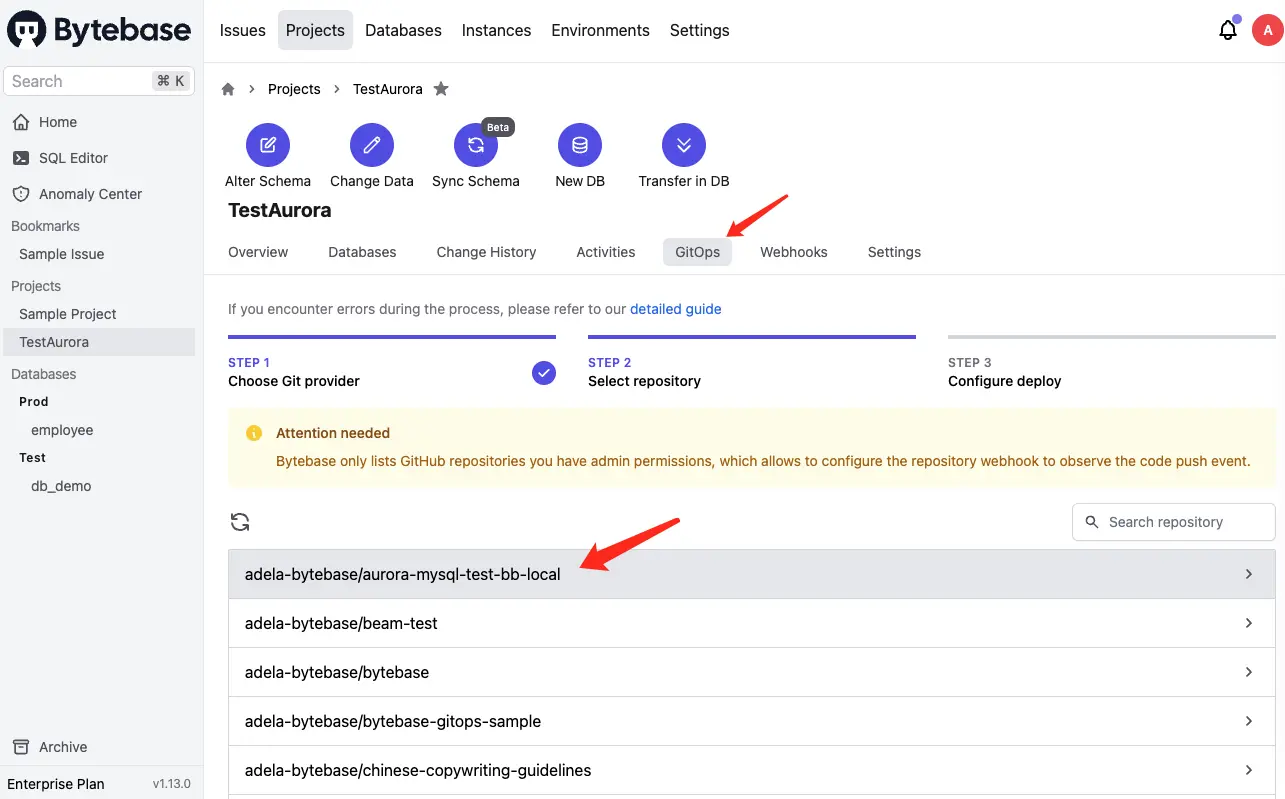 Bytebase
Issues Projects Databases Instances Environments Settings
A
Search ⌘ K
Home
SQL Editor
Anomaly Center
Bookmarks
Sample Issue
Projects
Sample Project
TestAurora
Databases
Prod
employee
Test
db_demo
Archive
Enterprise Plan v1.13.0
Projects TestAurora
Beta
Alter Schema Change Data Sync Schema New DB Transfer in DB
TestAurora
Overview Databases Change History Activities GitOps Webhooks Settings
If you encounter errors during the process, please refer to our detailed guide
STEP 1 STEP 2 STEP 3
Choose Git provider Select repository Configure deploy
Attention needed
Bytebase only lists GitHub repositories you have admin permissions, which allows to configure the repository webhook to observe the code push event.
Search repository
adela-bytebase/aurora-mysql-test-bb-local
adela-bytebase/beam-test
adela-bytebase/bytebase
adela-bytebase/bytebase-gitops-sample
adela-bytebase/chinese-copywriting-guidelines